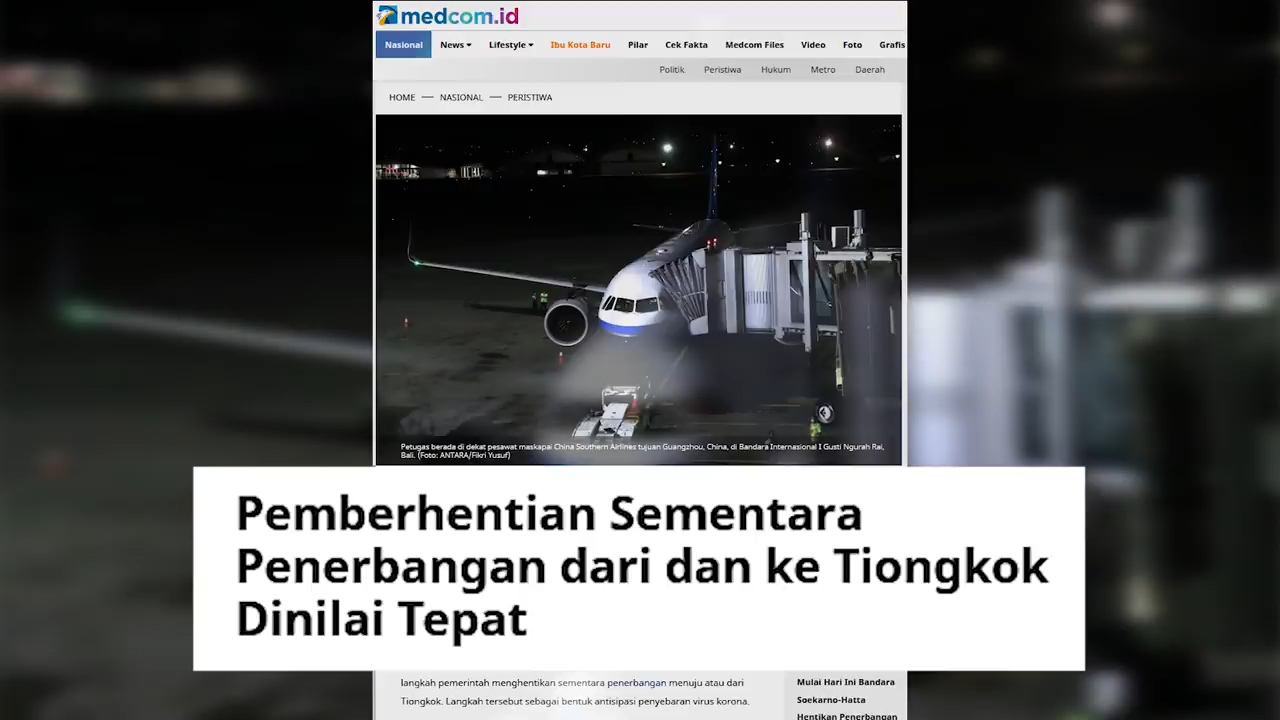 medcom.id
Nasional News Lifestyle Ibu Kota Baru Pilar Cek Fakta Medcom Files Video Foto Grafis
Politik Peristiwa Hukum Metro Daerah
HOME — NASIONAL — PERISTIWA
Petugas berada di dekat pesawat maskapai China Southern Airlines tujuan Guangzhou, China, di Bandara Internasional I Gusti Ngurah Rai,
Bali. (Foto: ANTARA/Fikri Yusuf)
Pemberhentian Sementara
Penerbangan dari dan ke Tiongkok
Dinilai Tepat
langkah pemerintah menghentikan sementara penerbangan menuju atau dari
Tiongkok. Langkah tersebut sebagai bentuk antisipasi penyebaran virus korona.
Mulai Hari Ini Bandara
Soekarno-Hatta
Hentikan Penerbangan